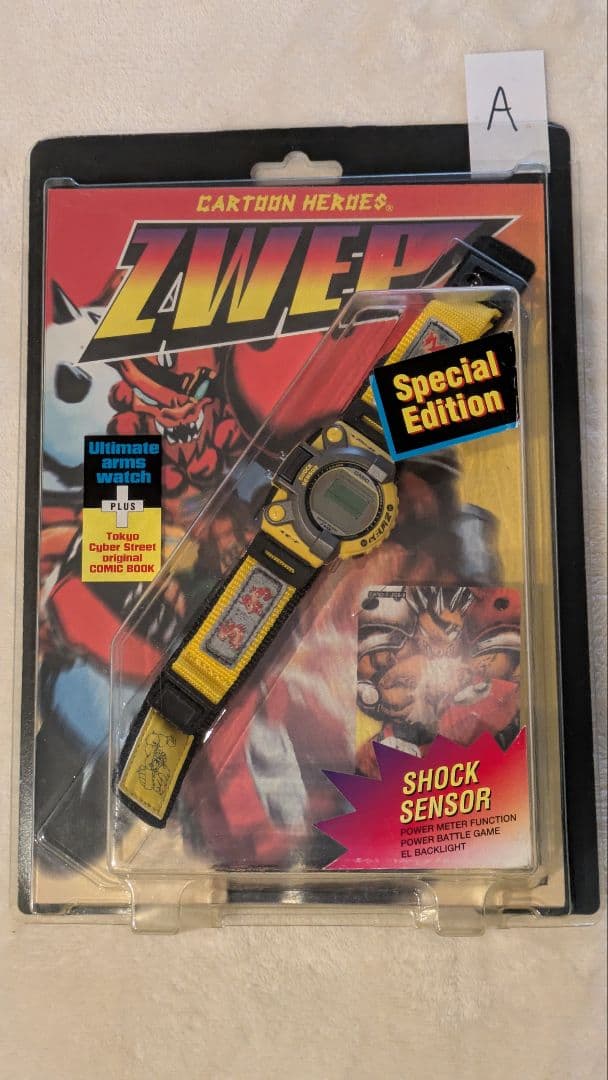 A
CARTOON HEROES®
ZWEP
Special
Edition
Ultimate
arms
watch
PLUS
Tokyo
Cyber Street
original
COMIC BOOK
SHOCK
SENSOR
POWER METER FUNCTION
POWER BATTLE GAME
EL BACKLIGHT